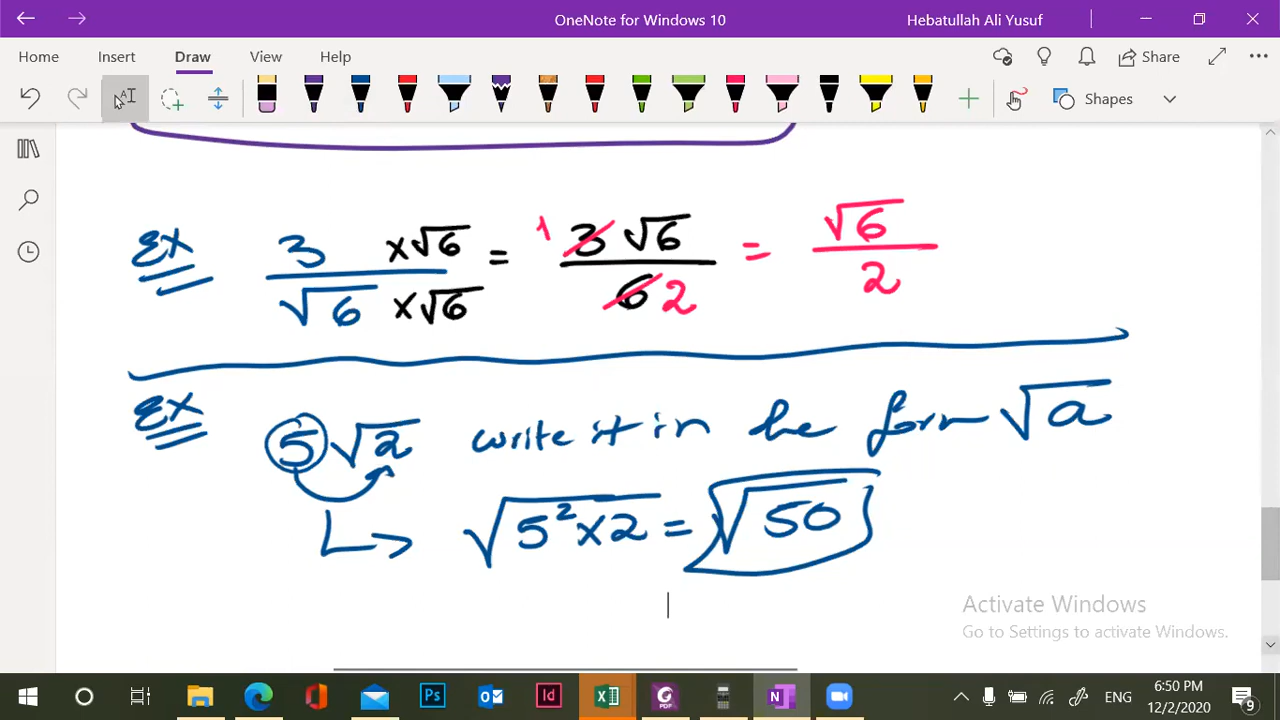 OneNote for Windows 10
Hebatullah Ali Yusuf
Home Insert Draw View Help
Share
Shapes
Ex 3/√6 x√6/x√6 = 1 3√6/6 2 = √6/2
Ex 5√2 write it in the form √a
√5²x2 = √50
Activate Windows
Go to Settings to activate Windows.
ENG
6:50 PM
12/2/2020
9